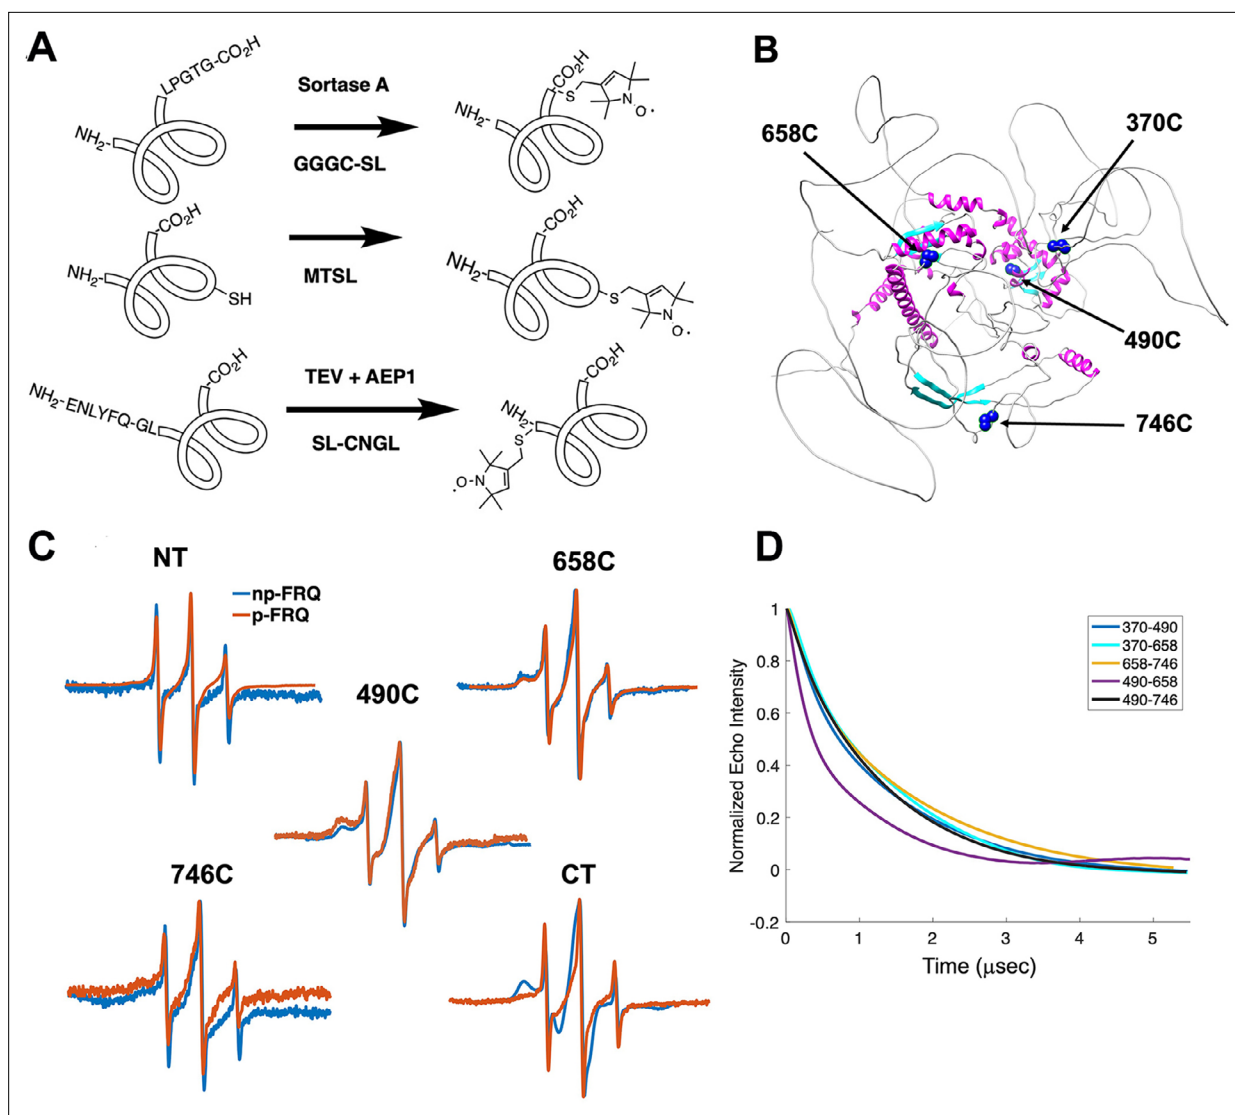 A
LPGTG-CO2H
NH2-
Sortase A
GGGC-SL
CO2H
S
N
O
NH2-
CO2H
NH2-
SH
MTSL
CO2H
NH2-
S
N
O
NH2-ENLYFQ-GL
CO2H
TEV + AEP1
SL-CNGL
CO2H
NH2-
S
O-N
B
658C
370C
490C
746C
C
NT
np-FRQ
p-FRQ
658C
490C
746C
CT
D
Normalized Echo Intensity
1
0.8
0.6
0.4
0.2
0
-0.2
370-490
370-658
658-746
490-658
490-746
0 1 2 3 4 5
Time (μsec)